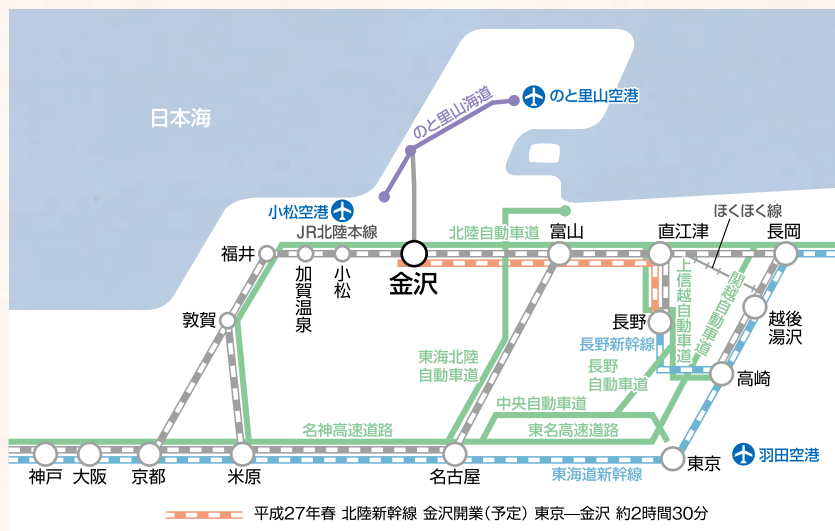 日本海
のと里山海道
のと里山空港
小松空港
JR北陸本線
北陸自動車道
ほくほく線
福井
加賀温泉
小松
金沢
富山
直江津
長岡
敦賀
上信越自動車道
関越自動車道
長野
越後
湯沢
長野新幹線
東海北陸
自動車道
長野
自動車道
高崎
中央自動車道
名神高速道路
東名高速道路
神戸
大阪
京都
米原
名古屋
東海道新幹線
東京
羽田空港
平成27年春 北陸新幹線 金沢開業(予定) 東京―金沢 約2時間30分